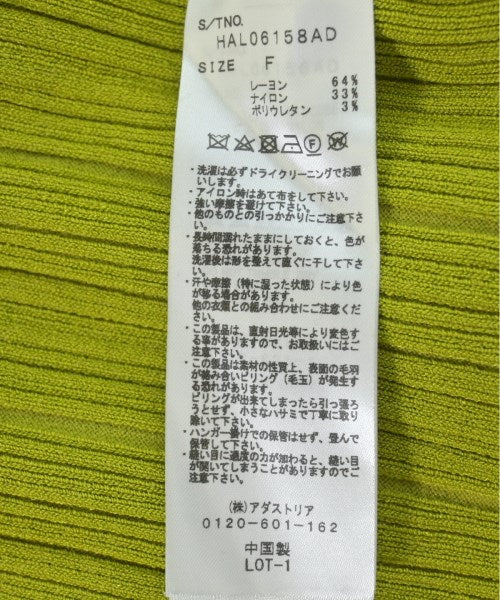 S/TNO.
HAL06158AD
SIZE F
レーヨン 64%
ナイロン 33%
ポリウレタン 3%
・洗濯は必ずドライクリーニングでお願
いします。
・アイロン時はあて布をして下さい。
・強い摩擦を避けて下さい。
・他のものとの引っかかりにご注意下さ
い。
・長時間濡れたままにしておくと、色が
落ちる恐れがあります。
洗濯後は形を整えて直ぐに干して下さ
い。
・汗や摩擦（特に湿った状態）により色
が移る場合があります。
他の衣類との組み合わせにご注意くだ
さい。
・この製品は、直射日光等により変色す
る事がありますので、お取扱いにはご
注意下さい。
・この製品は素材の性質上、表面の毛羽
が絡み合いピリング（毛玉）が発生す
る恐れがあります。
ピリングが出来てしまったら引っ張ろ
うとせず、小さなハサミで丁寧に取り
除いて下さい。
・ハンガー掛けでの保管はせず、畳んで
保管して下さい。
・縫い目に過度の力が加わると、縫い目
が開いてしまうことがありますのでご
注意下さい。
（株）アダストリア
0120-601-162
中国製
LOT-1